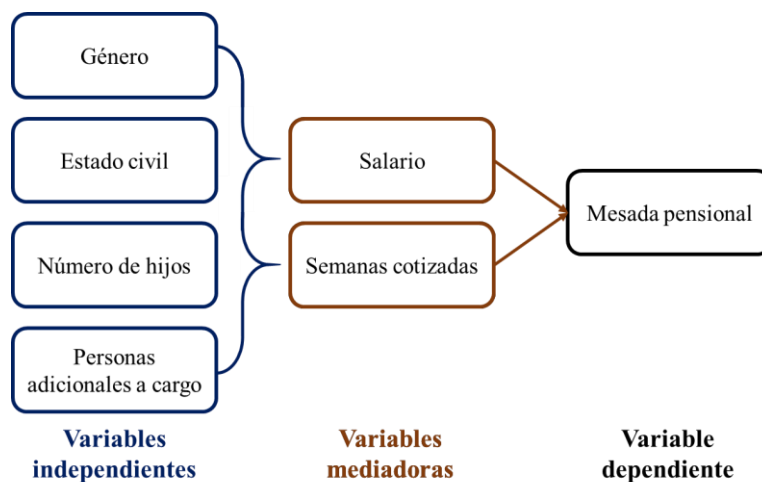 Género
Estado civil
Número de hijos
Personas
adicionales a cargo
Salario
Semanas cotizadas
Mesada pensional
Variables
independientes
Variables
mediadoras
Variable
dependiente